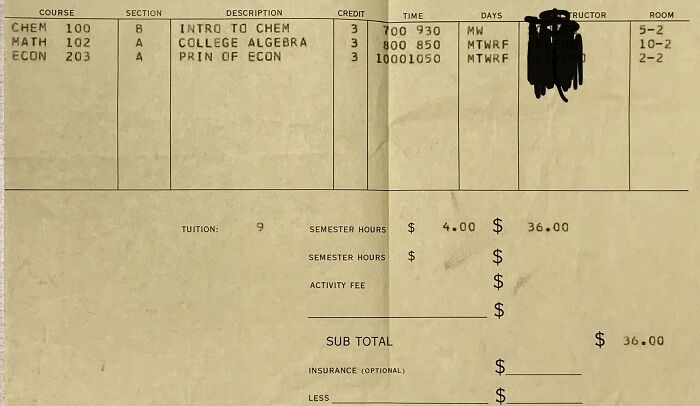 COURSE SECTION DESCRIPTION CREDIT TIME DAYS TRUCTOR ROOM
CHEM 100 B INTRO TO CHEM 3 700 930 MW 5-2
MATH 102 A COLLEGE ALGEBRA 3 800 850 MTWRF 10-2
ECON 203 A PRIN OF ECON 3 10001050 MTWRF 2-2
TUITION: 9 SEMESTER HOURS $ 4.00 $ 36.00
SEMESTER HOURS $ $
ACTIVITY FEE $
$
SUB TOTAL $ 36.00
INSURANCE (OPTIONAL) $
LESS $